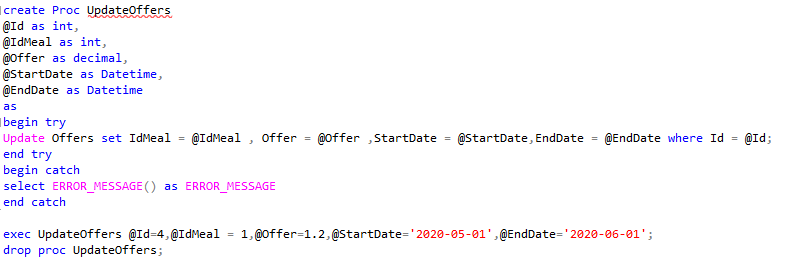 create Proc UpdateOffers
@Id as int,
@IdMeal as int,
@Offer as decimal,
@StartDate as Datetime,
@EndDate as Datetime
as
begin try
Update Offers set IdMeal = @IdMeal , Offer = @Offer ,StartDate = @StartDate,EndDate = @EndDate where Id = @Id;
end try
begin catch
select ERROR_MESSAGE() as ERROR_MESSAGE
end catch
exec UpdateOffers @Id=4,@IdMeal = 1,@Offer=1.2,@StartDate='2020-05-01',@EndDate='2020-06-01';
drop proc UpdateOffers;